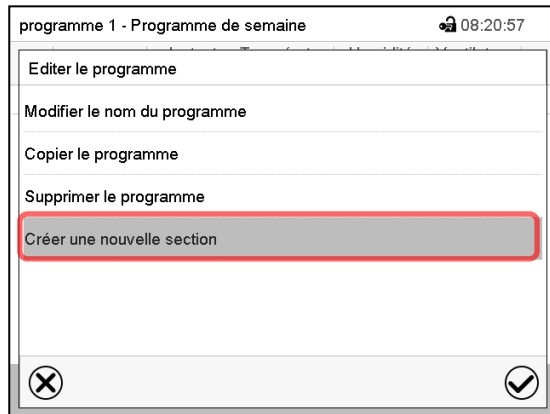 programme 1 - Programme de semaine 08:20:57
Editer le programme
Modifier le nom du programme
Copier le programme
Supprimer le programme
Créer une nouvelle section